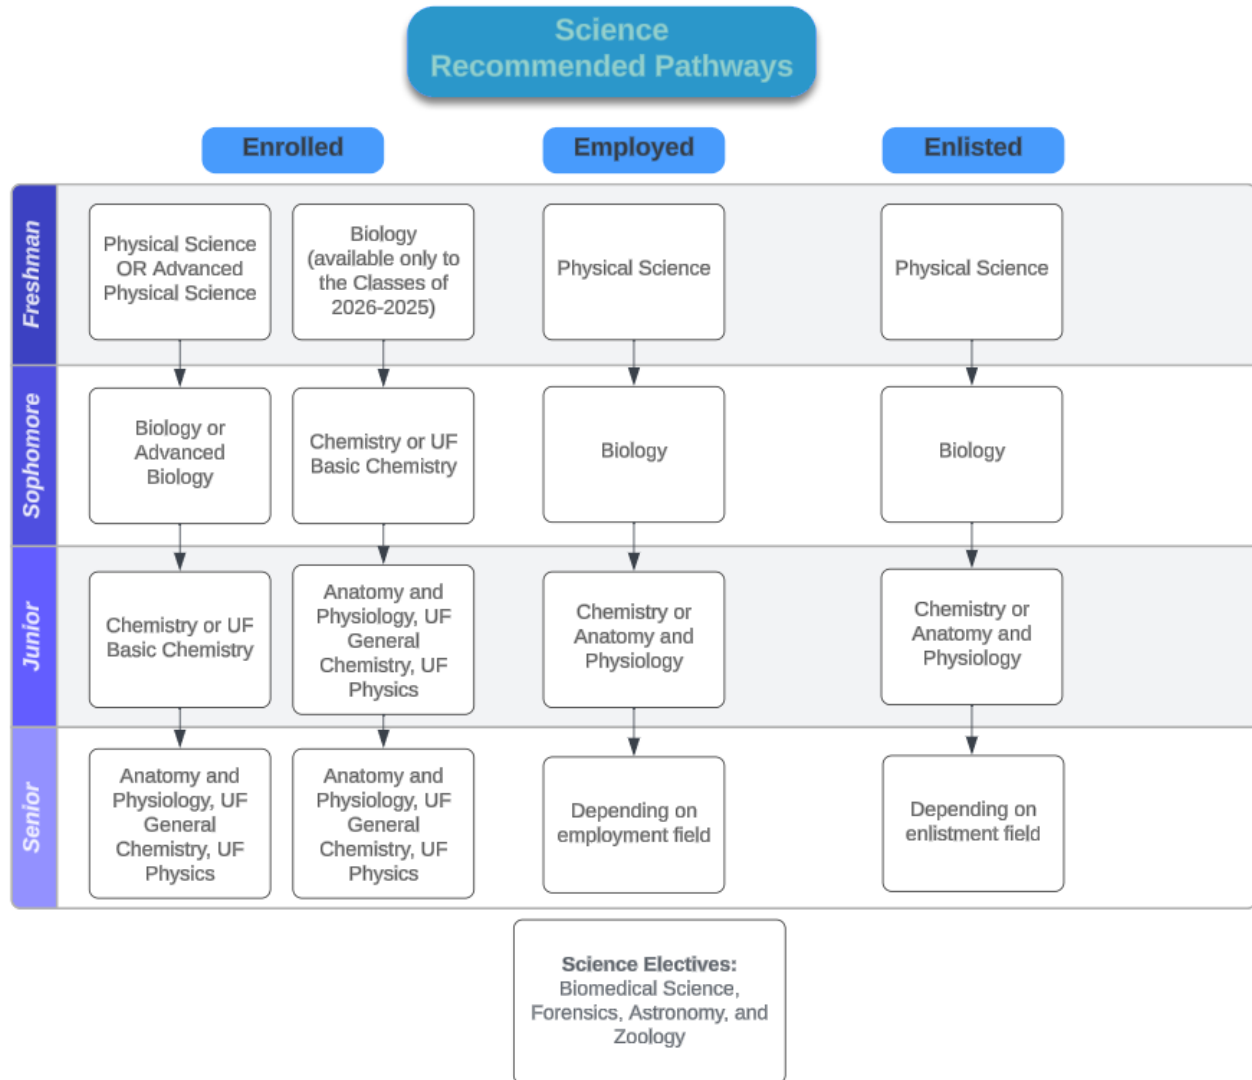 Science
Recommended Pathways
Enrolled
Employed
Enlisted
Freshman
Physical Science
OR Advanced
Physical Science
Biology
(available only to
the Classes of
2026-2025)
Physical Science
Physical Science
Sophomore
Biology or
Advanced
Biology
Chemistry or UF
Basic Chemistry
Biology
Biology
Junior
Chemistry or UF
Basic Chemistry
Anatomy and
Physiology, UF
General
Chemistry, UF
Physics
Chemistry or
Anatomy and
Physiology
Chemistry or
Anatomy and
Physiology
Senior
Anatomy and
Physiology, UF
General
Chemistry, UF
Physics
Anatomy and
Physiology, UF
General
Chemistry, UF
Physics
Depending on
employment field
Depending on
enlistment field
Science Electives:
Biomedical Science,
Forensics, Astronomy, and
Zoology